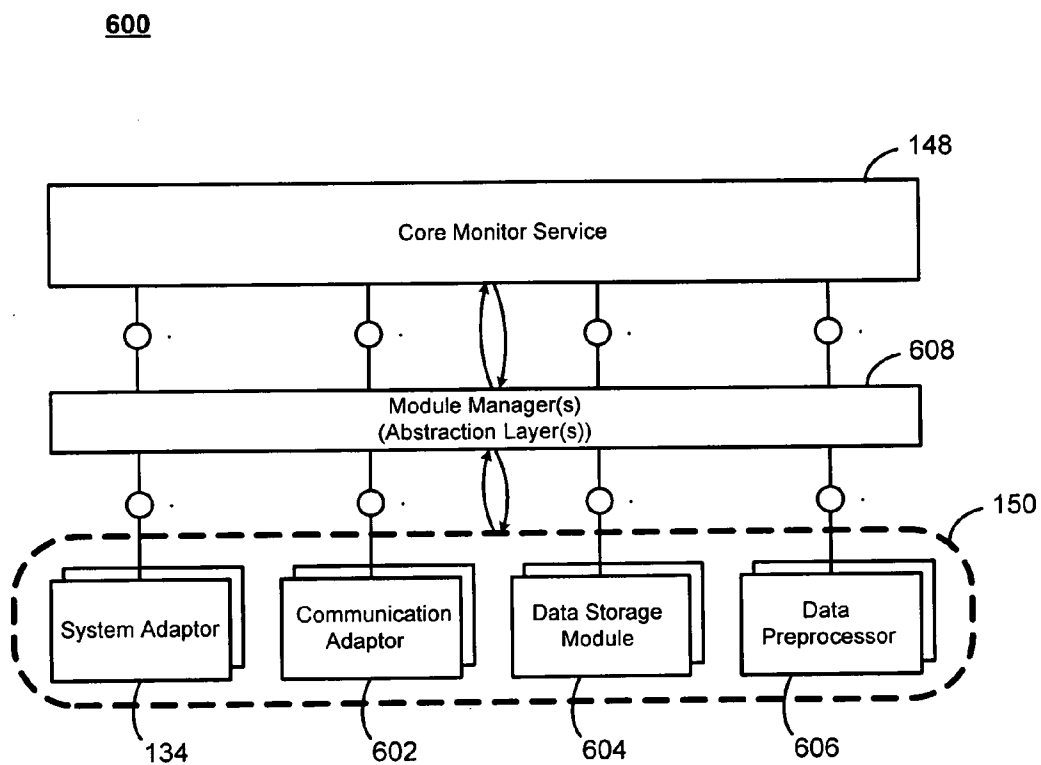 600
148
Core Monitor Service
608
Module Manager(s)
(Abstraction Layer(s))
150
System Adaptor
Communication
Adaptor
Data Storage
Module
Data
Preprocessor
134
602
604
606